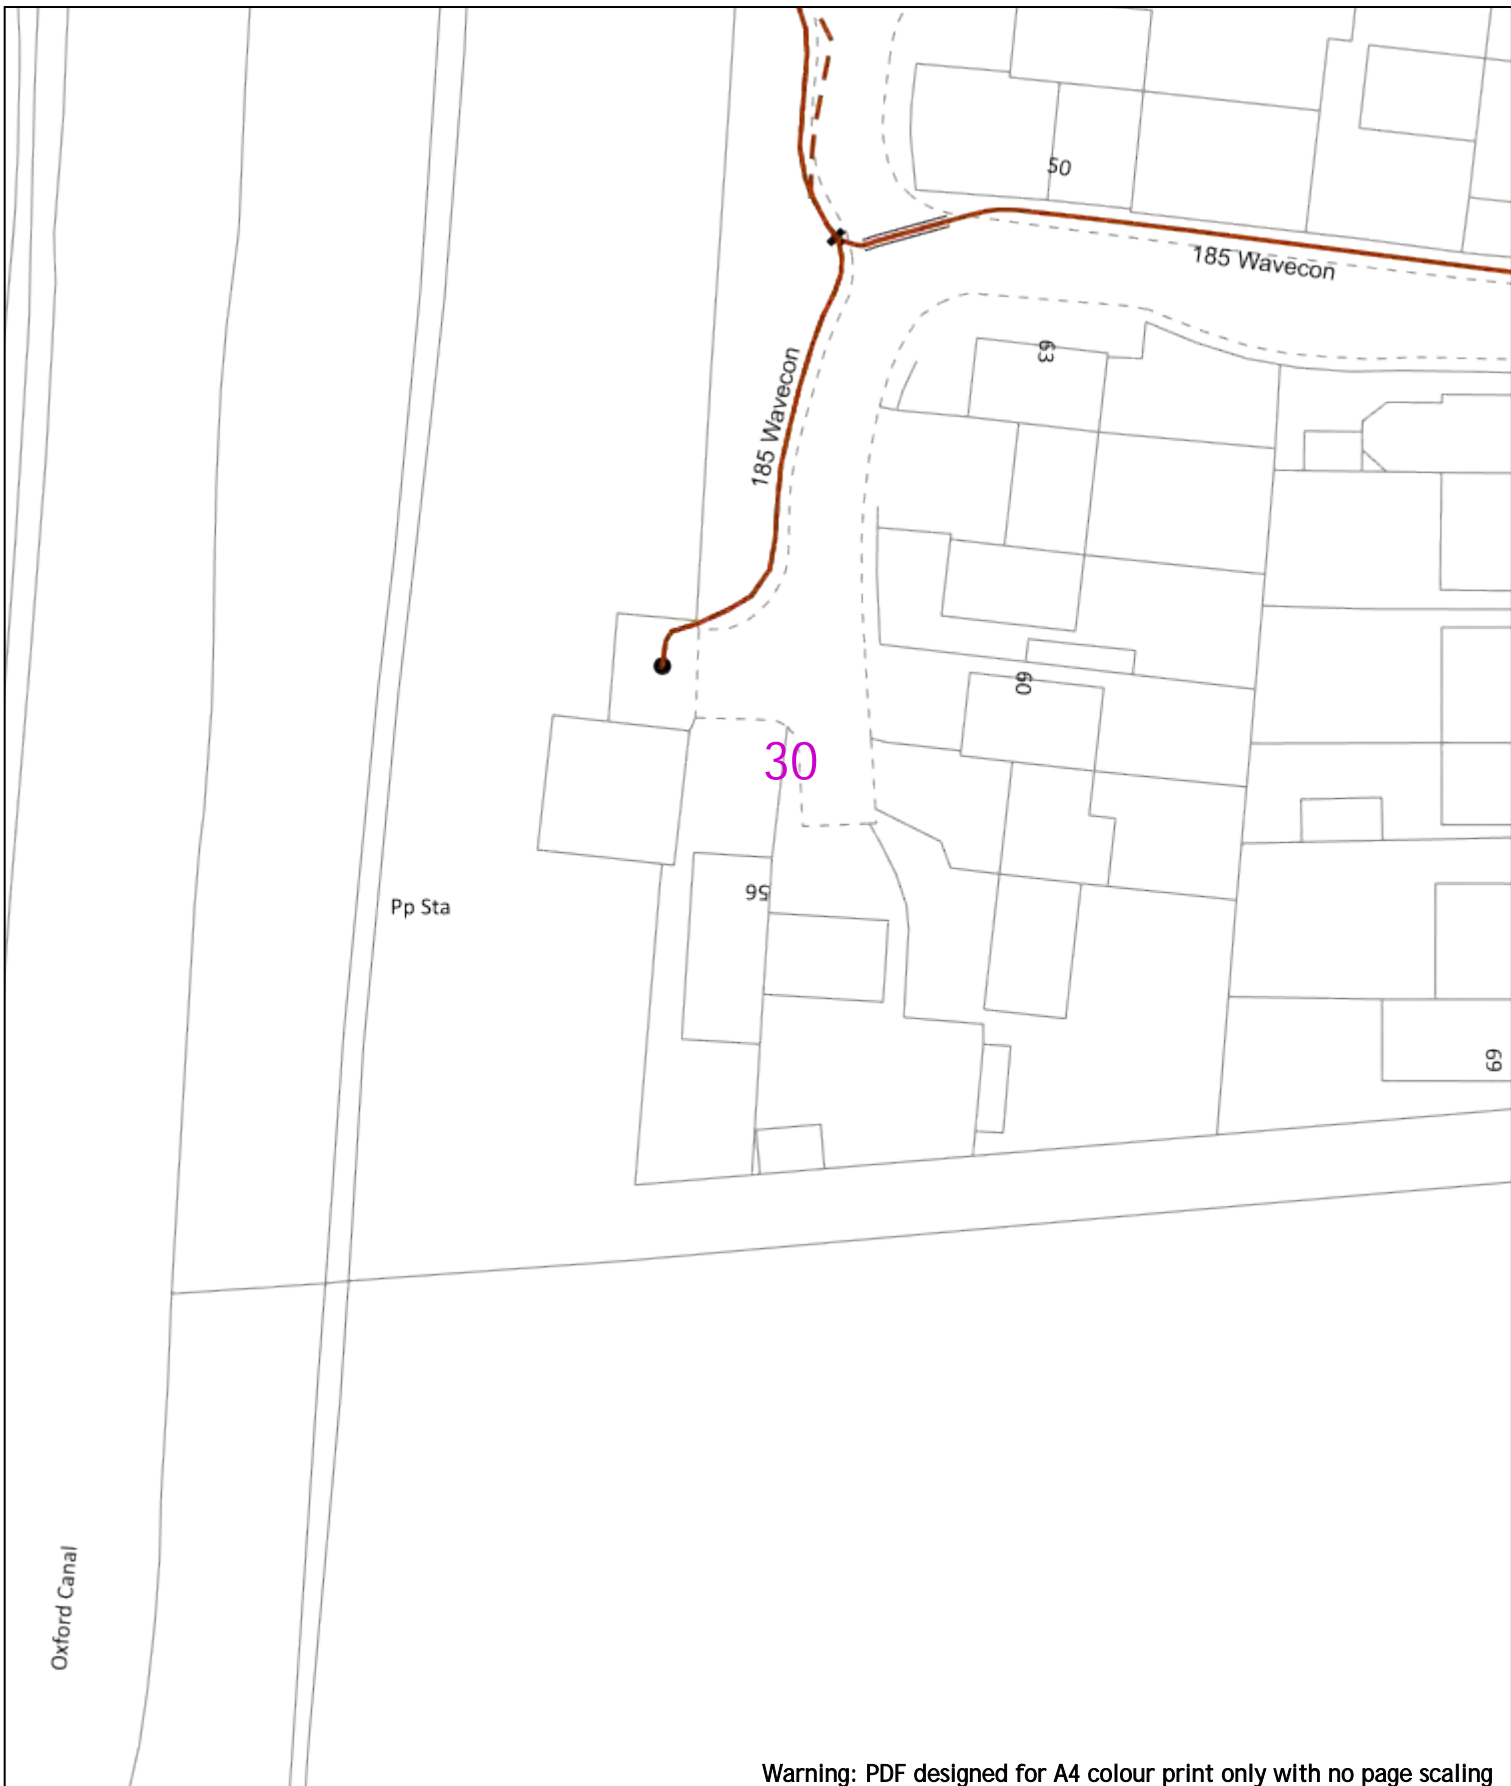 50
185 Wavecon
63
185 Wavecon
60
30
56
Pp Sta
69
Oxford Canal
Warning: PDF designed for A4 colour print only with no page scaling